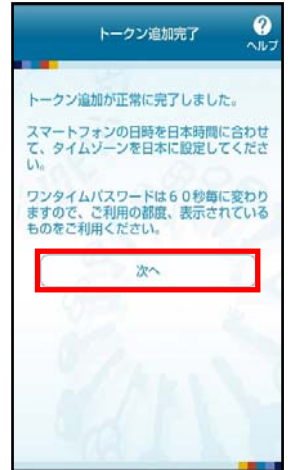 トークン追加完了
?
ヘルプ
トークン追加が正常に完了しました。
スマートフォンの日時を日本時間に合わせ
て、タイムゾーンを日本に設定してくださ
い。
ワンタイムパスワードは６０秒毎に変わり
ますので、ご利用の都度、表示されている
ものをご利用ください。
次へ